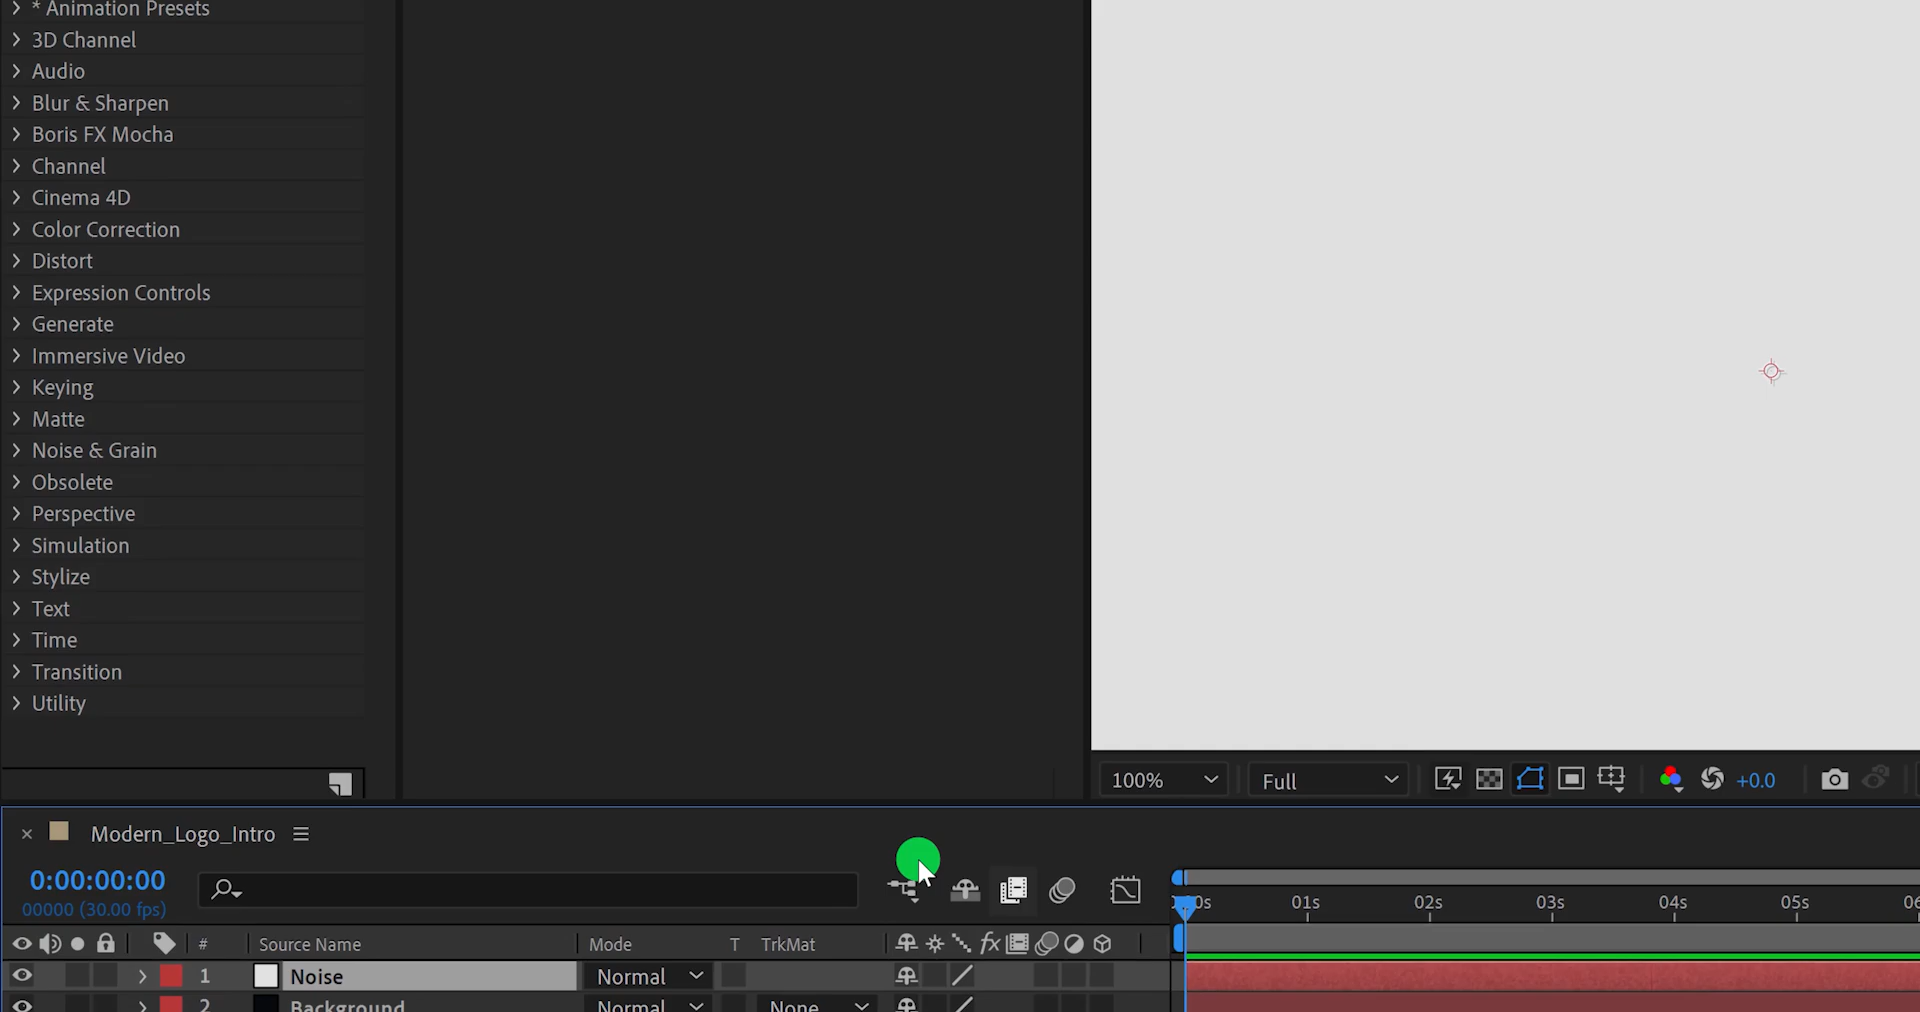 * Animation Presets
3D Channel
Audio
Blur & Sharpen
Boris FX Mocha
Channel
Cinema 4D
Color Correction
Distort
Expression Controls
Generate
Immersive Video
Keying
Matte
Noise & Grain
Obsolete
Perspective
Simulation
Stylize
Text
Time
Transition
Utility
100% Full +0.0
Modern_Logo_Intro
0:00:00:00
00000 (30.00 fps)
0s 01s 02s 03s 04s 05s
# Source Name Mode T TrkMat fx
1 Noise Normal
2 Background Normal None